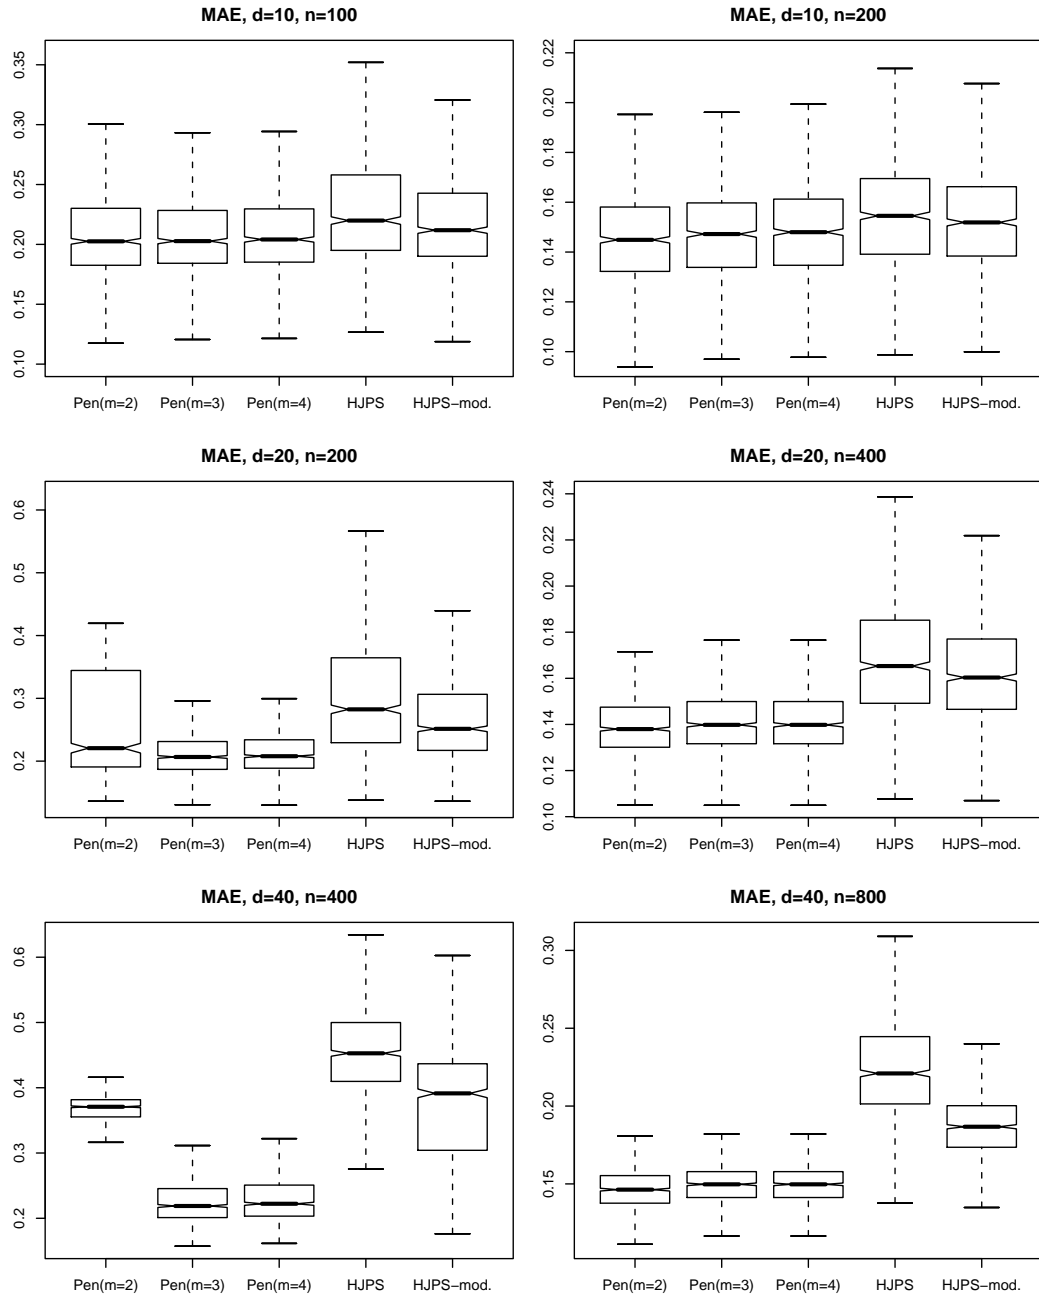 MAE, d=10, n=100
0.35
0.30
0.25
0.20
0.15
0.10
Pen(m=2) Pen(m=3) Pen(m=4) HJPS HJPS−mod.
MAE, d=10, n=200
0.22
0.20
0.18
0.16
0.14
0.12
0.10
Pen(m=2) Pen(m=3) Pen(m=4) HJPS HJPS−mod.
MAE, d=20, n=200
0.6
0.5
0.4
0.3
0.2
Pen(m=2) Pen(m=3) Pen(m=4) HJPS HJPS−mod.
MAE, d=20, n=400
0.24
0.22
0.20
0.18
0.16
0.14
0.12
0.10
Pen(m=2) Pen(m=3) Pen(m=4) HJPS HJPS−mod.
MAE, d=40, n=400
0.6
0.5
0.4
0.3
0.2
Pen(m=2) Pen(m=3) Pen(m=4) HJPS HJPS−mod.
MAE, d=40, n=800
0.30
0.25
0.20
0.15
Pen(m=2) Pen(m=3) Pen(m=4) HJPS HJPS−mod.